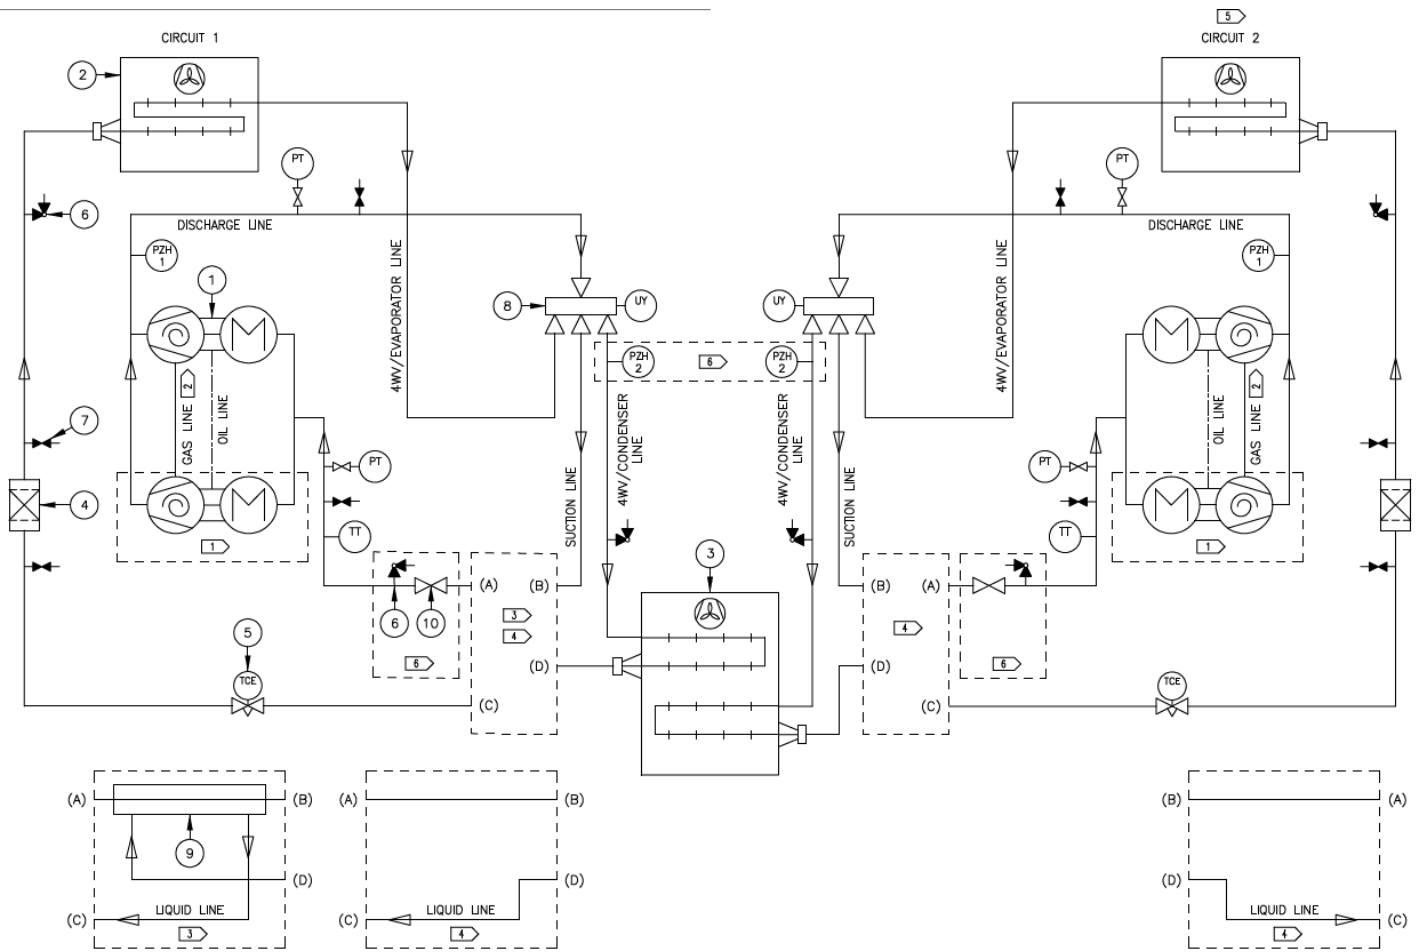 5
CIRCUIT 1
CIRCUIT 2
2
PT
PT
6
DISCHARGE LINE
DISCHARGE LINE
PZH
1
PZH
1
1
4WV/EVAPORATOR LINE
4WV/EVAPORATOR LINE
8
UY
UY
M
M
PZH
2
6
PZH
2
2
2
GAS LINE
OIL LINE
OIL LINE
GAS LINE
7
4WV/CONDENSER
LINE
4WV/CONDENSER
LINE
SUCTION LINE
SUCTION LINE
PT
PT
4
M
M
TT
TT
1
1
3
(A)
(B)
(B)
(A)
3
4
4
6
10
5
6
(D)
(D)
6
TCE
TCE
(C)
(C)
(A)
(B)
(A)
(B)
(B)
(A)
9
(D)
(D)
(D)
LIQUID LINE
LIQUID LINE
LIQUID LINE
(C)
(C)
(C)
3
4
4